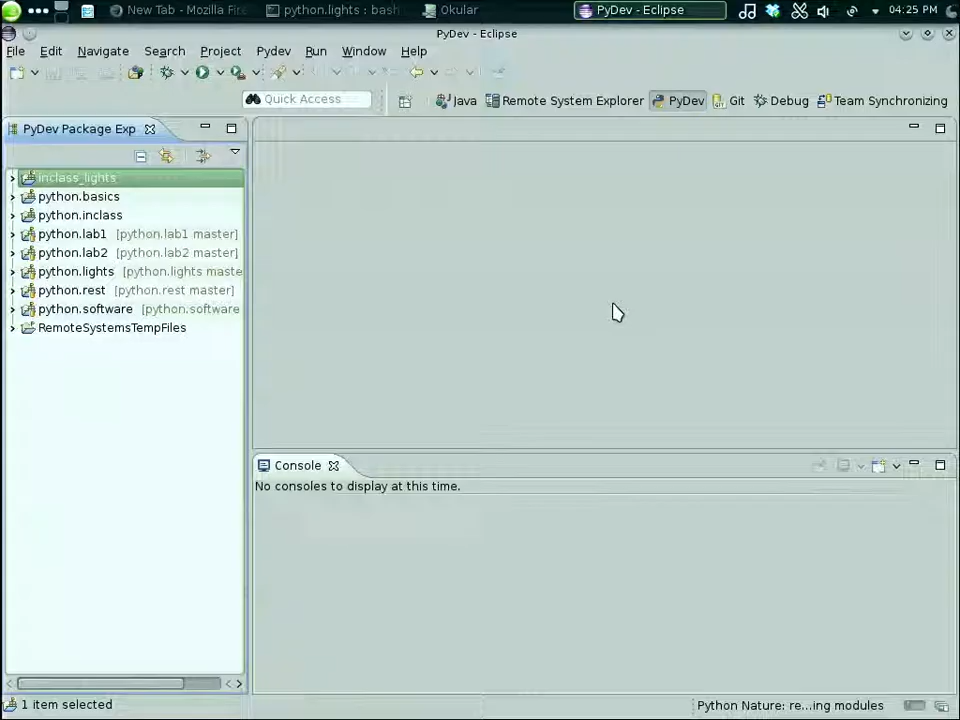 New Tab - Mozilla Fire
python.lights : bash
Okular
PyDev - Eclipse
04:25 PM
PyDev - Eclipse
File Edit Navigate Search Project Pydev Run Window Help
Quick Access
Java Remote System Explorer PyDev Git Debug Team Synchronizing
PyDev Package Exp
inclass_lights
python.basics
python.inclass
python.lab1 [python.lab1 master]
python.lab2 [python.lab2 master]
python.lights [python.lights maste
python.rest [python.rest master]
python.software [python.software
RemoteSystemsTempFiles
Console
No consoles to display at this time.
1 item selected
Python Nature: re...ing modules